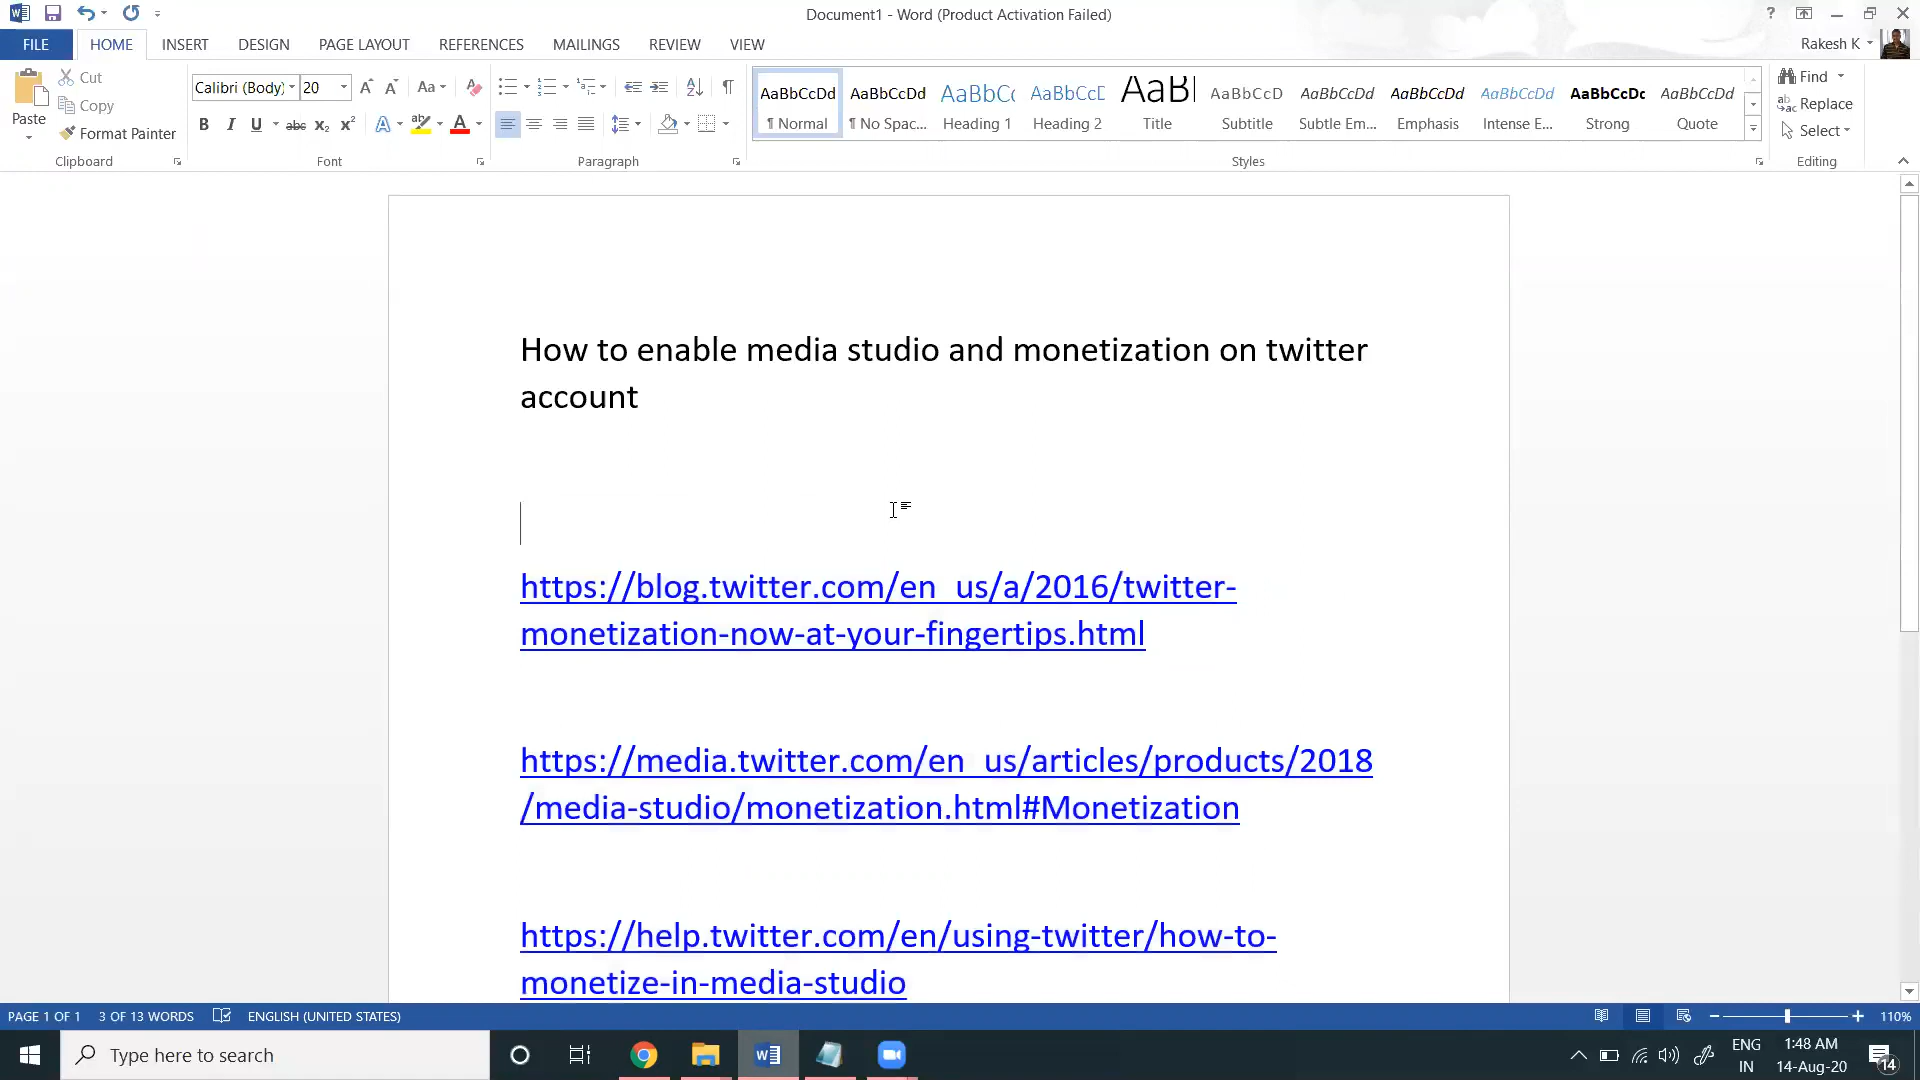 Document1 - Word (Product Activation Failed)
?
FILE HOME INSERT DESIGN PAGE LAYOUT REFERENCES MAILINGS REVIEW VIEW
Rakesh K
Paste
Cut
Copy
Format Painter
Clipboard
Calibri (Body) 20
Font
Paragraph
AaBbCcDd AaBbCcDd AaBbCc AaBbCcD AaBl AaBbCcD AaBbCcDd AaBbCcDd AaBbCcDd AaBbCcDc AaBbCcDd
¶ Normal ¶ No Spac... Heading 1 Heading 2 Title Subtitle Subtle Em... Emphasis Intense E... Strong Quote
Styles
Find
Replace
Select
Editing
How to enable media studio and monetization on twitter
account
https://blog.twitter.com/en_us/a/2016/twitter-
monetization-now-at-your-fingertips.html
https://media.twitter.com/en_us/articles/products/2018
/media-studio/monetization.html#Monetization
https://help.twitter.com/en/using-twitter/how-to-
monetize-in-media-studio
PAGE 1 OF 1 3 OF 13 WORDS ENGLISH (UNITED STATES)
110%
Type here to search
ENG
IN
1:48 AM
14-Aug-20
14